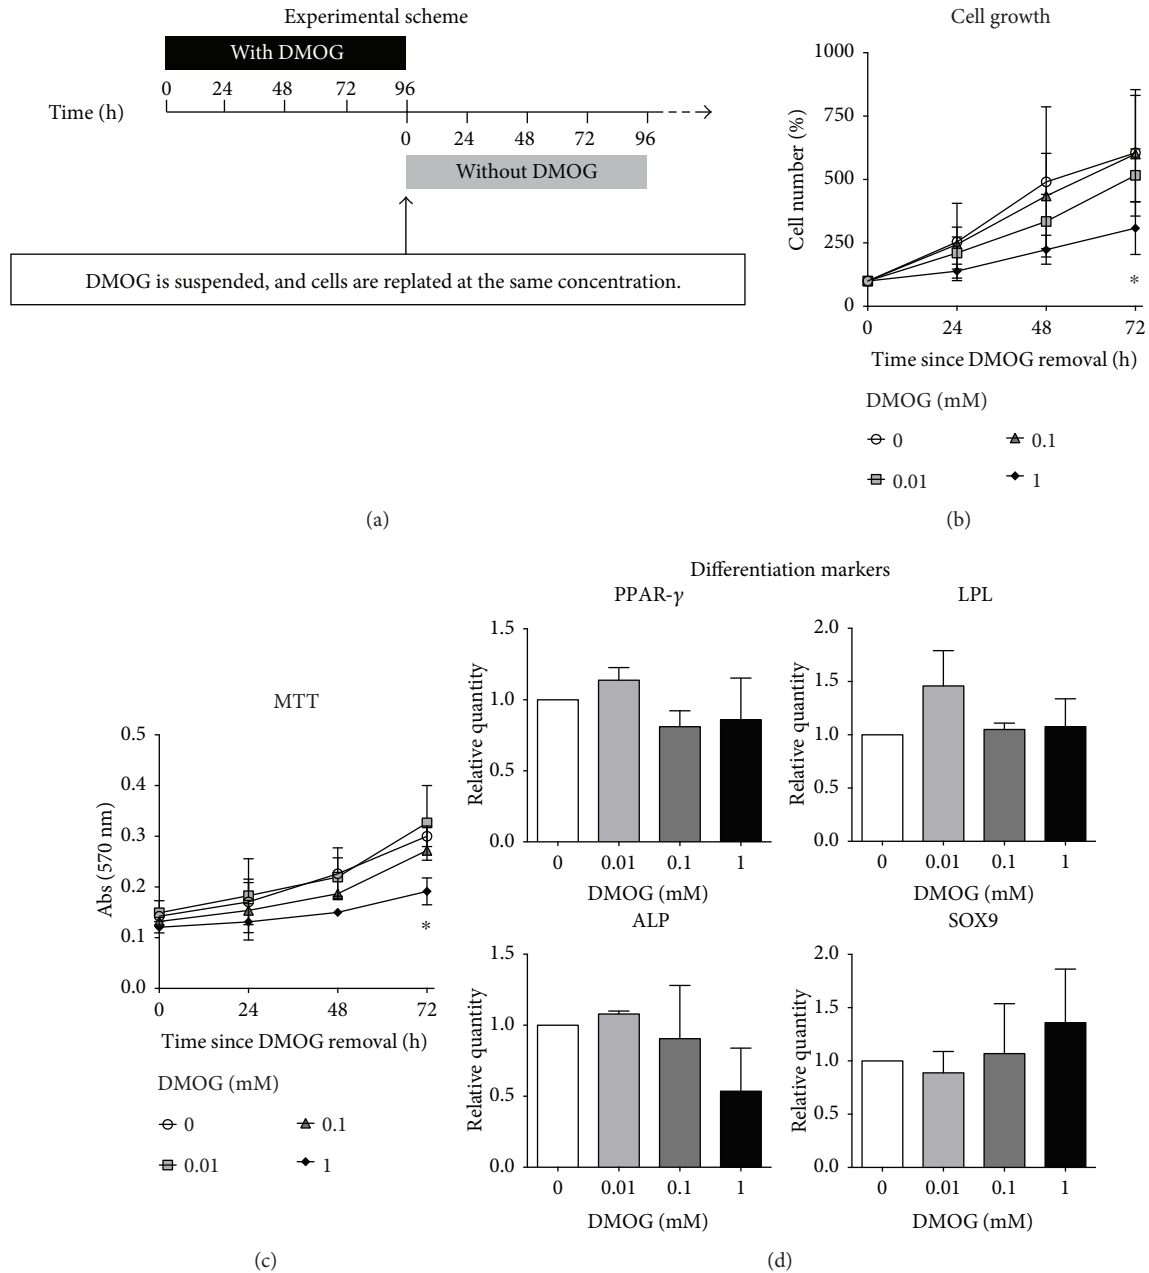 Experimental scheme
With DMOG
0 24 48 72 96
Time (h)
0 24 48 72 96
Without DMOG
DMOG is suspended, and cells are replated at the same concentration.
(a)
Cell growth
Cell number (%)
1000
750
500
250
0
*
0 24 48 72
Time since DMOG removal (h)
DMOG (mM)
0 0.1
0.01 1
(b)
MTT
Abs (570 nm)
0.5
0.4
0.3
0.2
0.1
0.0
*
0 24 48 72
Time since DMOG removal (h)
DMOG (mM)
0 0.1
0.01 1
(c)
Differentiation markers
PPAR-γ
Relative quantity
1.5
1.0
0.5
0.0
0 0.01 0.1 1
DMOG (mM)
LPL
Relative quantity
2.0
1.5
1.0
0.5
0.0
0 0.01 0.1 1
DMOG (mM)
ALP
Relative quantity
1.5
1.0
0.5
0.0
0 0.01 0.1 1
DMOG (mM)
SOX9
Relative quantity
2.0
1.5
1.0
0.5
0.0
0 0.01 0.1 1
DMOG (mM)
(d)